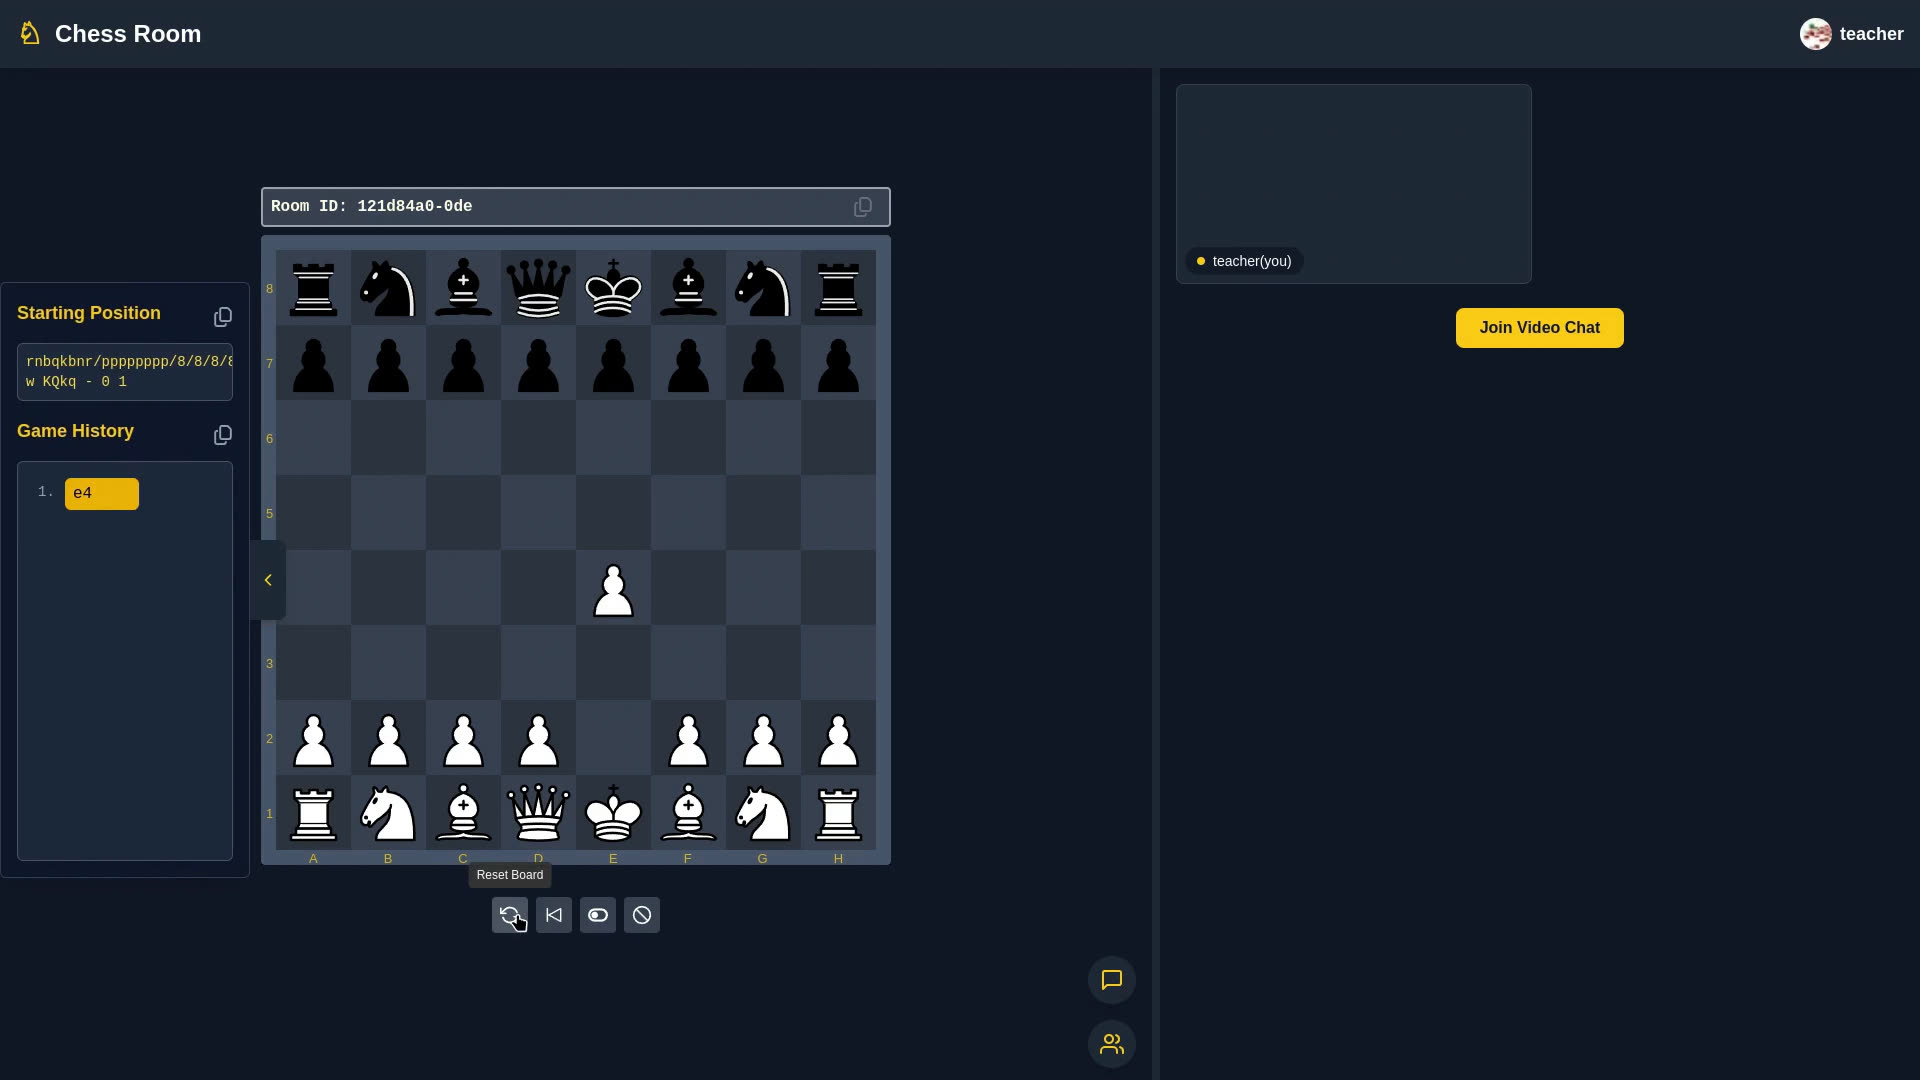 Chess Room
teacher
Room ID: 121d84a0-0de
teacher(you)
Join Video Chat
Starting Position
rnbqkbnr/pppppppp/8/8/8/8
w KQkq - 0 1
Game History
1. e4
8
7
6
5
3
2
1
A B C D E F G H
Reset Board